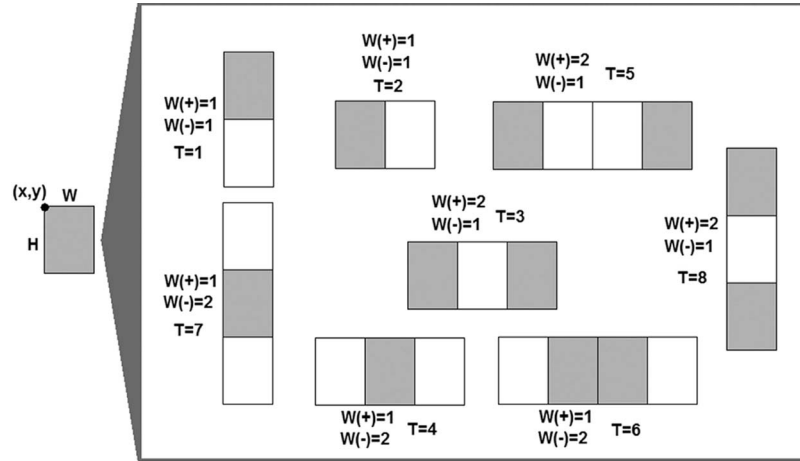 (x,y)
W
H
W(+)=1
W(-)=1
T=1
W(+)=1
W(-)=1
T=2
W(+)=2
W(-)=1
T=5
W(+)=2
W(-)=1
T=3
W(+)=2
W(-)=1
T=8
W(+)=1
W(-)=2
T=7
W(+)=1
W(-)=2
T=4
W(+)=1
W(-)=2
T=6